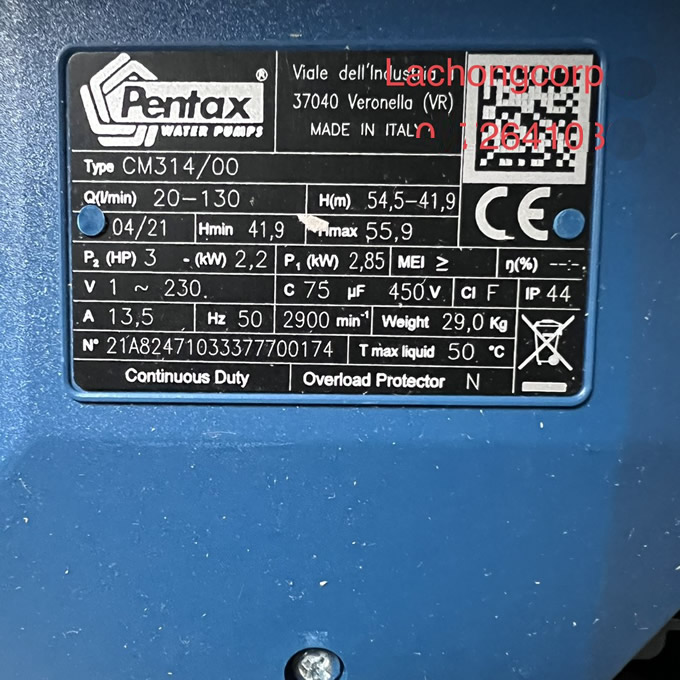 Pentax®
WATER PUMPS
Viale dell'Industria
37040 Veronella (VR)
MADE IN ITALY
Lachongcorp
264103
Type CM314/00
Q(l/min) 20-130 H(m) 54,5-41,9
04/21 Hmin 41,9 Hmax 55,9
CE
P₂ (HP) 3 - (kW) 2,2 P₁ (kW) 2,85 MEI ≥ η(%) --:-
V 1 ~ 230. C 75 µF 450 V Cl F IP 44
A 13,5 Hz 50 2900 min⁻¹ Weight 29,0 Kg
N° 21A82471033377700174 T max liquid 50 °C
Continuous Duty Overload Protector N